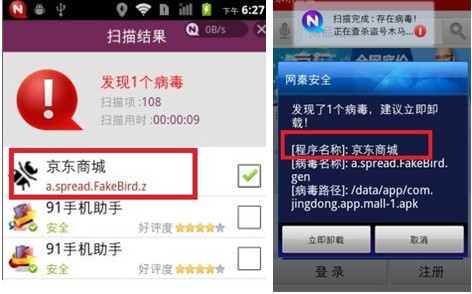 下午 6:27
扫描结果
0B/s
发现1个病毒
扫描项:108
扫描用时:00:00:09
京东商城
a.spread.FakeBird.z
91手机助手
安全
好评度
91手机助手
安全
好评度
扫描完成:存在病毒!
正在查杀盗号木马...
网秦安全
发现了1个病毒，建议立即卸
载!
[程序名称]: 京东商城
[病毒名称]: a.spread.FakeBird.
gen
[病毒路径]: /data/app/com.
jingdong.app.mall-1.apk
立即卸载
取消
登 录
注册